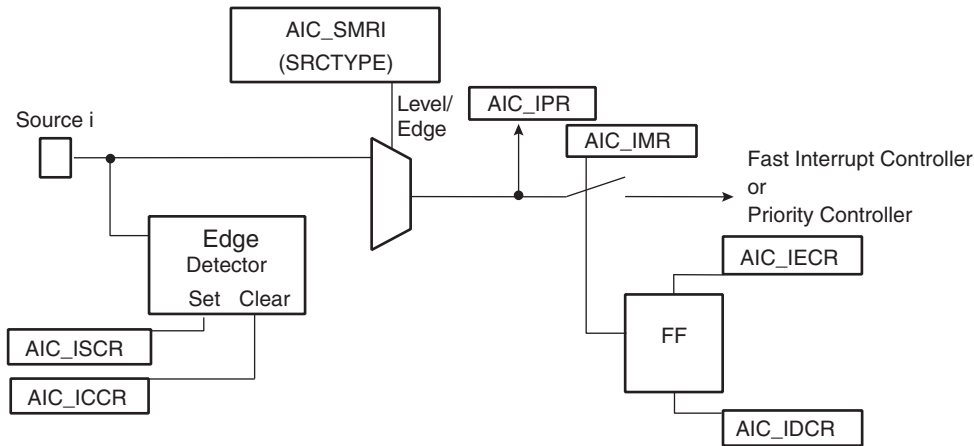 AIC_SMRI
(SRCTYPE)
Level/
Edge
AIC_IPR
AIC_IMR
Source i
Fast Interrupt Controller
or
Priority Controller
AIC_IECR
Edge
Detector
Set Clear
FF
AIC_ISCR
AIC_ICCR
AIC_IDCR